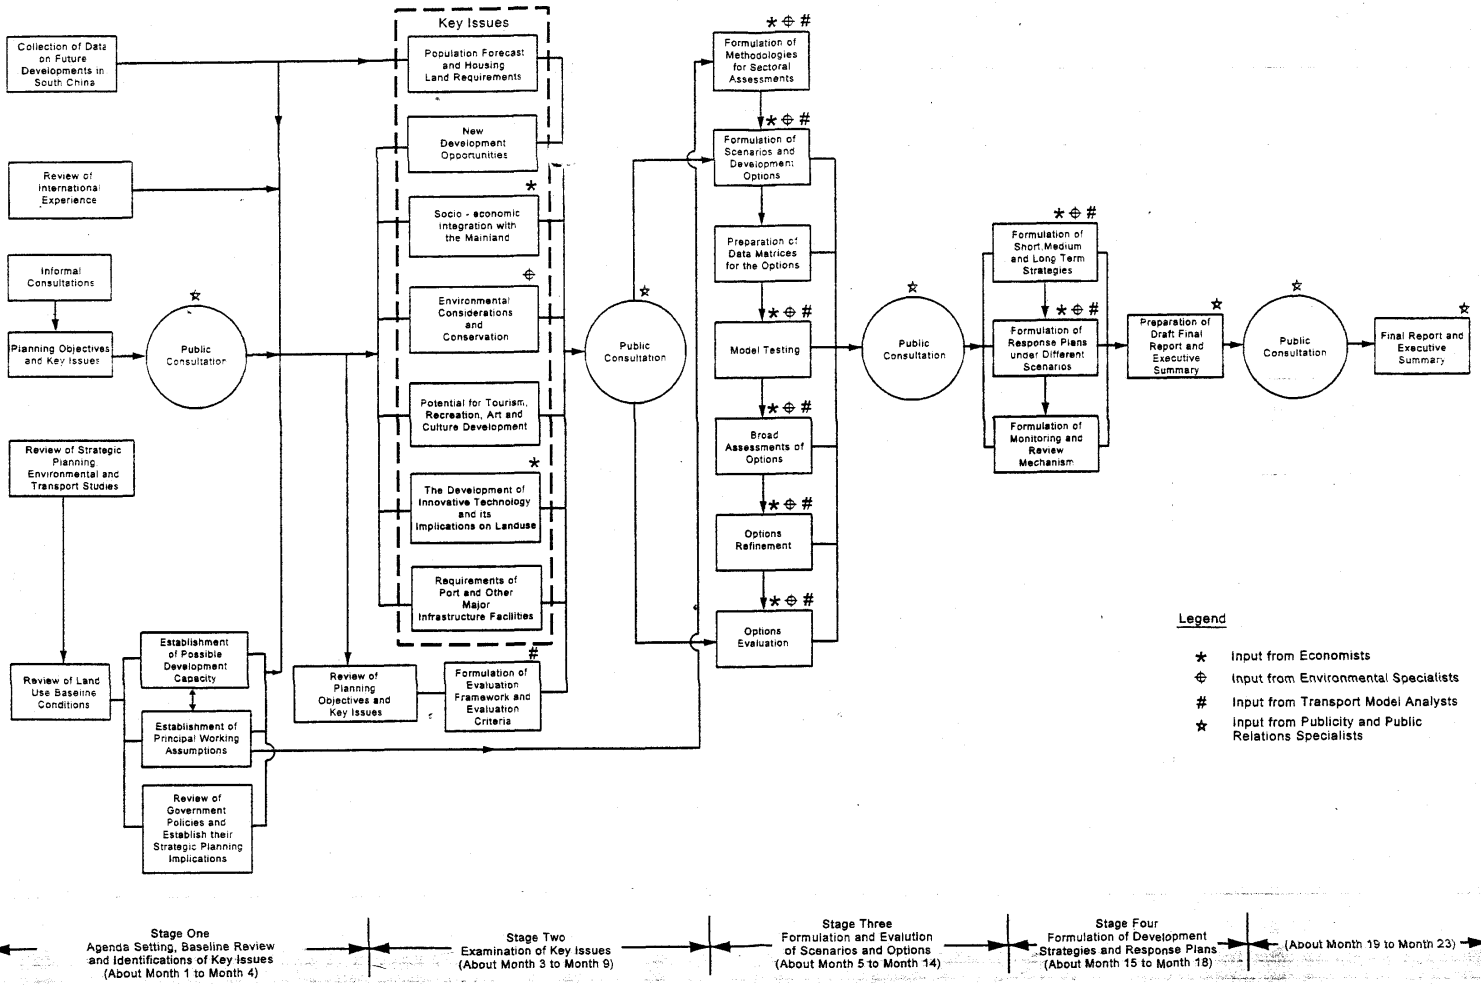 Key Issues
Collection of Data
on Future
Developments in
South China
Review of
International
Experience
Informal
Consultations
Planning Objectives
and Key Issues
Public
Consultation
Review of Strategic
Planning
Environmental and
Transport Studies
Review of Land
Use Baseline
Conditions
Establishment
of Possible
Development
Capacity
Establishment of
Principal Working
Assumptions
Review of
Government
Policies and
Establish their
Strategic Planning
Implications
Population Forecast
and Housing
Land Requirements
New
Development
Opportunities
*
Socio - economic
Integration with
the Mainland
Environmental
Considerations
and
Conservation
Potential for Tourism,
Recreation, Art and
Culture Development
*
The Development of
Innovative Technology
and its
Implications on Landuse
Requirements of
Port and Other
Major
Infrastructure Facilities
Review of
Planning
Objectives and
Key Issues
#
Formulation of
Evaluation
Framework and
Evaluation
Criteria
Public
Consultation
* ⊕ #
Formulation of
Methodologies
for Sectoral
Assessments
* ⊕ #
Formulation of
Scenarios and
Development
Options
Preparation of
Data Matrices
for the Options
* ⊕ #
Model Testing
* ⊕ #
Broad
Assessments of
Options
* ⊕ #
Options
Refinement
* ⊕ #
Options
Evaluation
Public
Consultation
* ⊕ #
Formulation of
Short, Medium
and Long Term
Strategies
* ⊕ #
Formulation of
Response Plans
under Different
Scenarios
Formulation of
Monitoring and
Review
Mechanism
Preparation of
Draft Final
Report and
Executive
Summary
Public
Consultation
Final Report and
Executive
Summary
Legend
* Input from Economists
⊕ Input from Environmental Specialists
# Input from Transport Model Analysts
☆ Input from Publicity and Public
Relations Specialists
Stage One
Agenda Setting, Baseline Review
and Identifications of Key Issues
(About Month 1 to Month 4)
Stage Two
Examination of Key Issues
(About Month 3 to Month 9)
Stage Three
Formulation and Evalution
of Scenarios and Options
(About Month 5 to Month 14)
Stage Four
Formulation of Development
Strategies and Response Plans
(About Month 15 to Month 18)
(About Month 19 to Month 23)